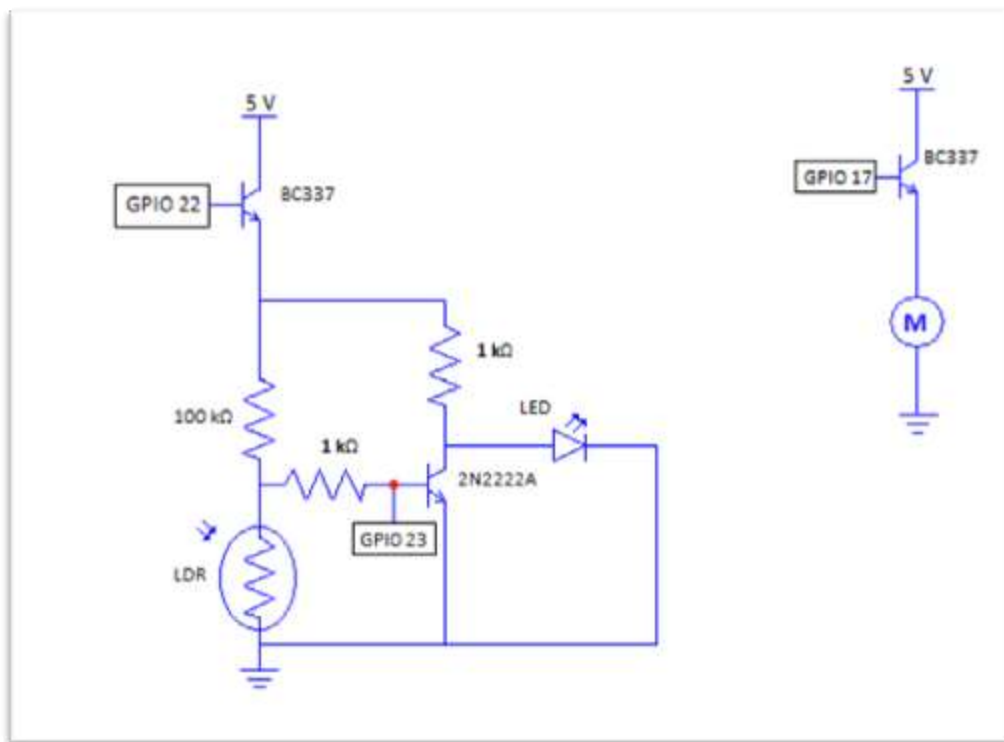 5 V
BC337
GPIO 22
1 kΩ
100 kΩ
1 kΩ
LED
2N2222A
GPIO 23
LDR
5 V
BC337
GPIO 17
M